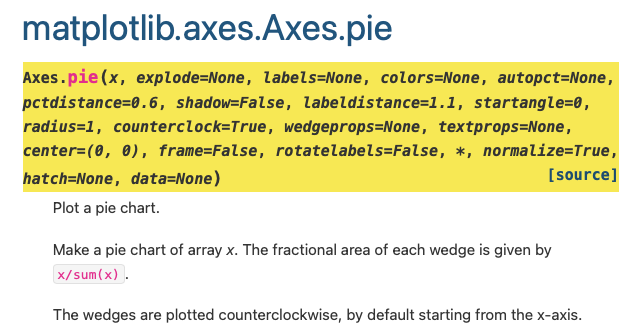 matplotlib.axes.Axes.pie
Axes.pie(x, explode=None, labels=None, colors=None, autopct=None,
pctdistance=0.6, shadow=False, labeldistance=1.1, startangle=0,
radius=1, counterclock=True, wedgeprops=None, textprops=None,
center=(0, 0), frame=False, rotatelabels=False, *, normalize=True,
hatch=None, data=None) [source]
Plot a pie chart.
Make a pie chart of array x. The fractional area of each wedge is given by
x/sum(x).
The wedges are plotted counterclockwise, by default starting from the x-axis.